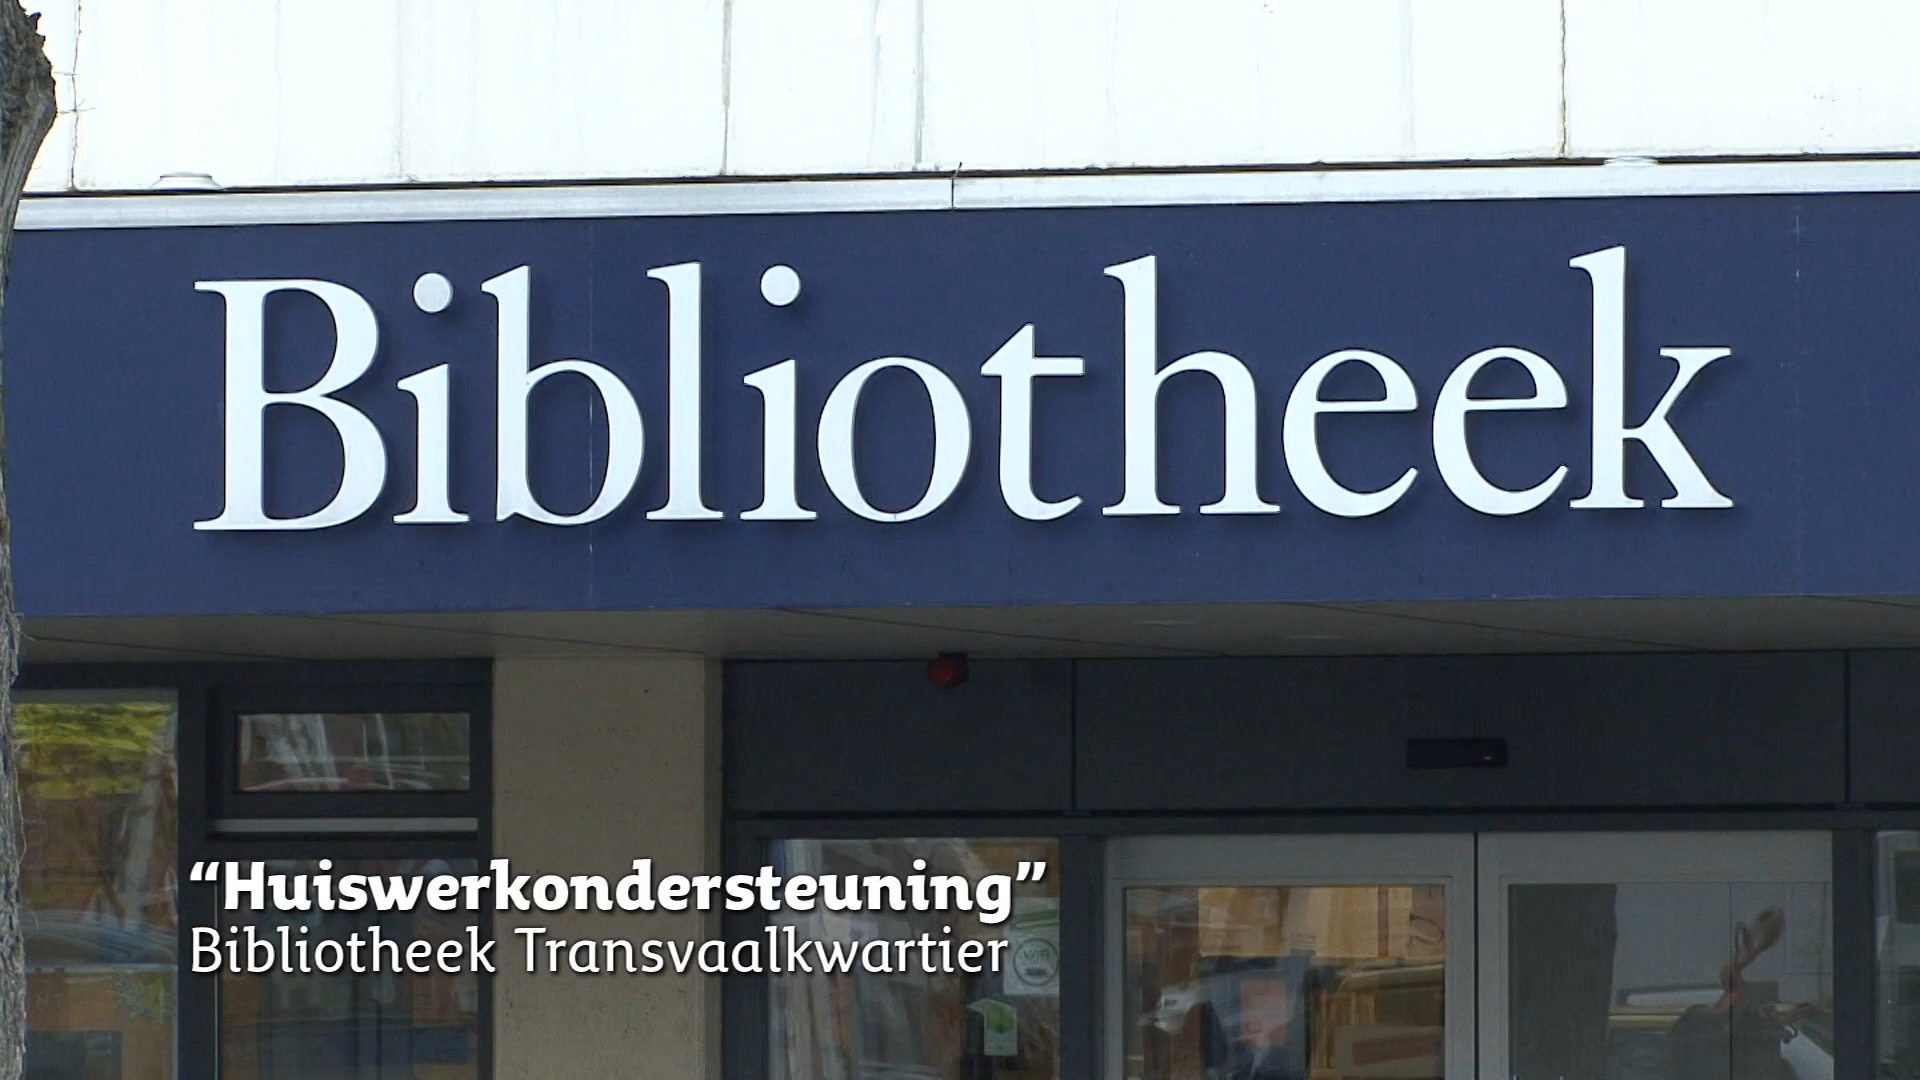 Bibliotheek
“Huiswerkondersteuning”
Bibliotheek Transvaalkwartier